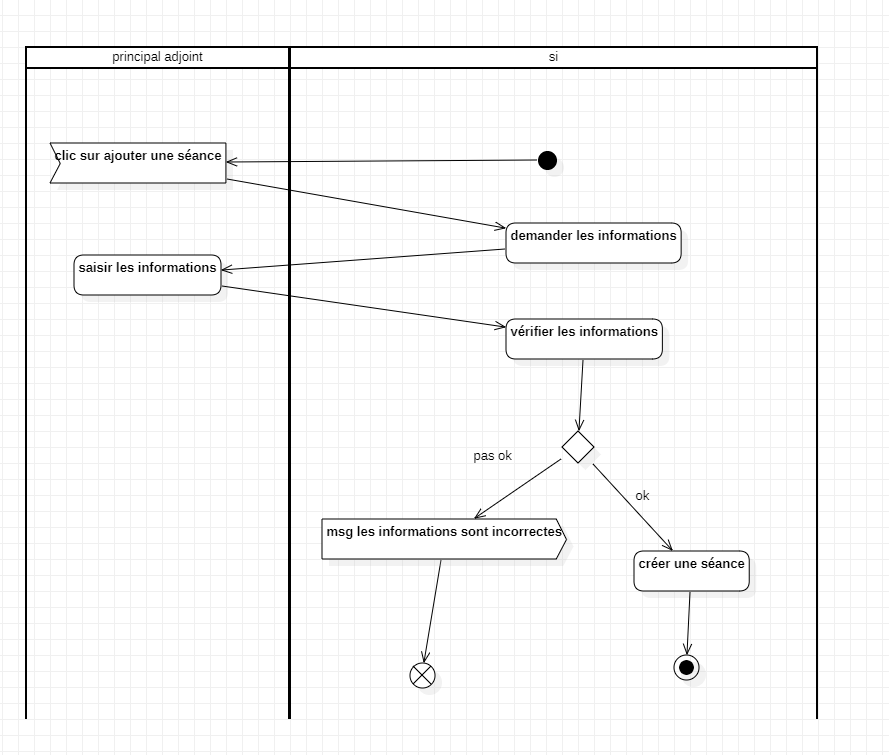 principal adjoint
si
clic sur ajouter une séance
demander les informations
saisir les informations
vérifier les informations
pas ok
ok
msg les informations sont incorrectes
créer une séance